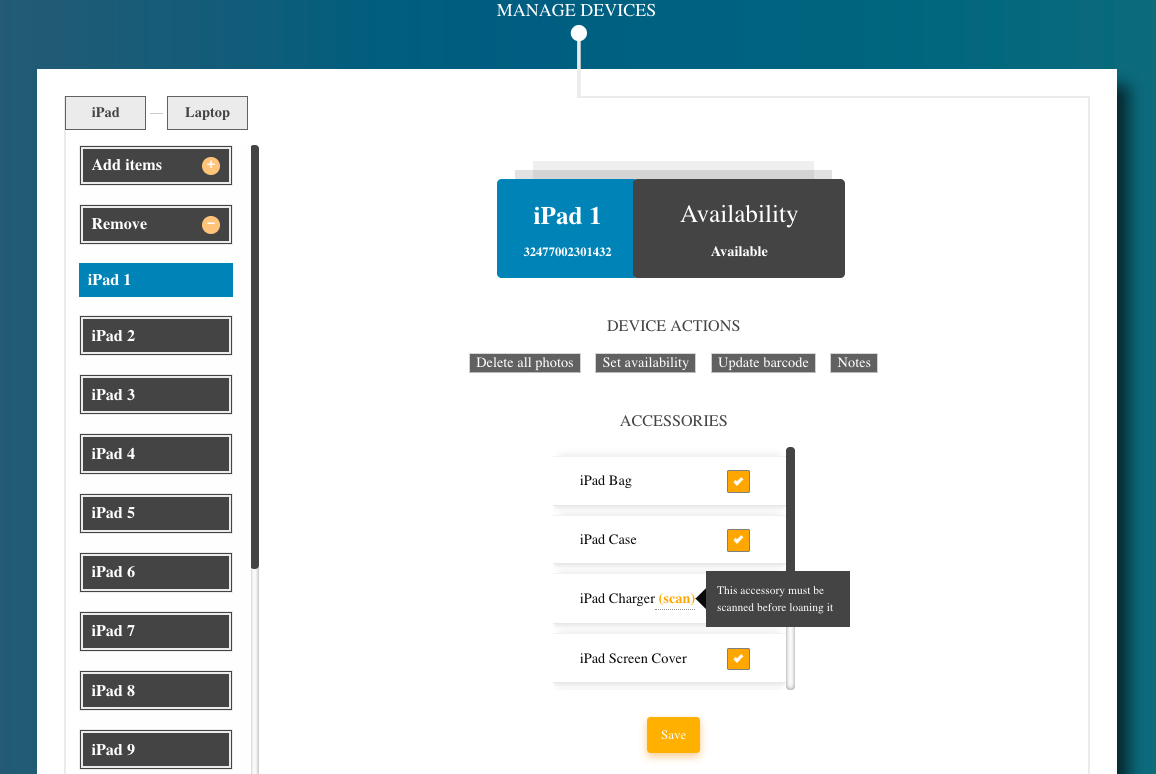 MANAGE DEVICES
iPad
Laptop
Add items
Remove
iPad 1
iPad 2
iPad 3
iPad 4
iPad 5
iPad 6
iPad 7
iPad 8
iPad 9
iPad 1
32477002301432
Availability
Available
DEVICE ACTIONS
Delete all photos
Set availability
Update barcode
Notes
ACCESSORIES
iPad Bag
iPad Case
iPad Charger (scan)
This accessory must be
scanned before loaning it
iPad Screen Cover
Save